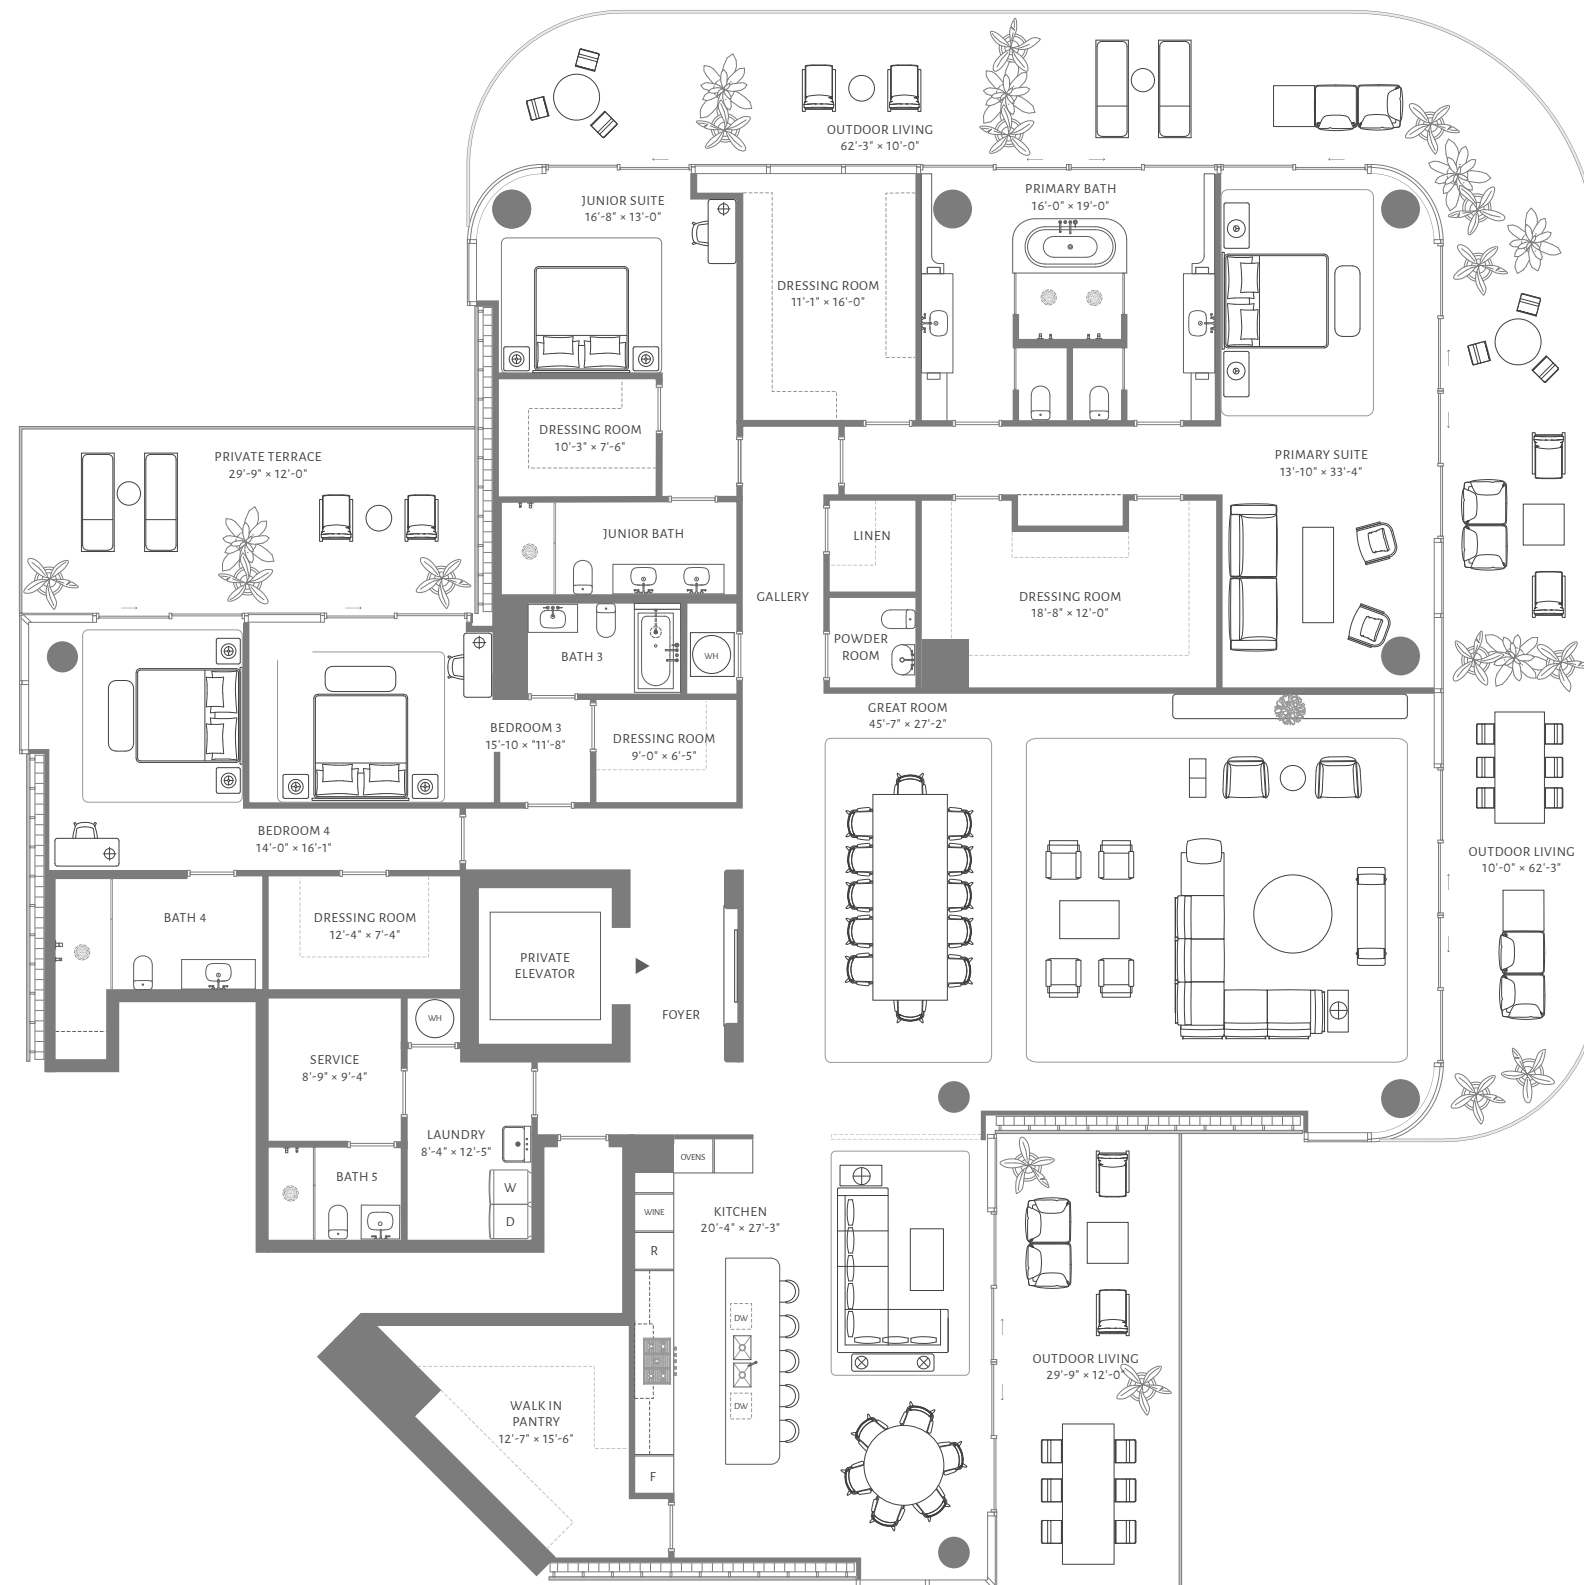 OUTDOOR LIVING
62'-3" × 10'-0"
JUNIOR SUITE
16'-8" × 13'-0"
PRIMARY BATH
16'-0" × 19'-0"
DRESSING ROOM
11'-1" × 16'-0"
DRESSING ROOM
10'-3" × 7'-6"
PRIVATE TERRACE
29'-9" × 12'-0"
PRIMARY SUITE
13'-10" × 33'-4"
JUNIOR BATH
LINEN
GALLERY
DRESSING ROOM
18'-8" × 12'-0"
POWDER
ROOM
BATH 3
WH
GREAT ROOM
45'-7" × 27'-2"
BEDROOM 3
15'-10 × "11'-8"
DRESSING ROOM
9'-0" × 6'-5"
BEDROOM 4
14'-0" × 16'-1"
OUTDOOR LIVING
10'-0" × 62'-3"
BATH 4
DRESSING ROOM
12'-4" × 7'-4"
PRIVATE
ELEVATOR
FOYER
WH
SERVICE
8'-9" × 9'-4"
LAUNDRY
8'-4" × 12'-5"
OVENS
BATH 5
W
D
WINE
KITCHEN
20'-4" × 27'-3"
R
DW
OUTDOOR LIVING
29'-9" × 12'-0"
DW
WALK IN
PANTRY
12'-7" × 15'-6"
F